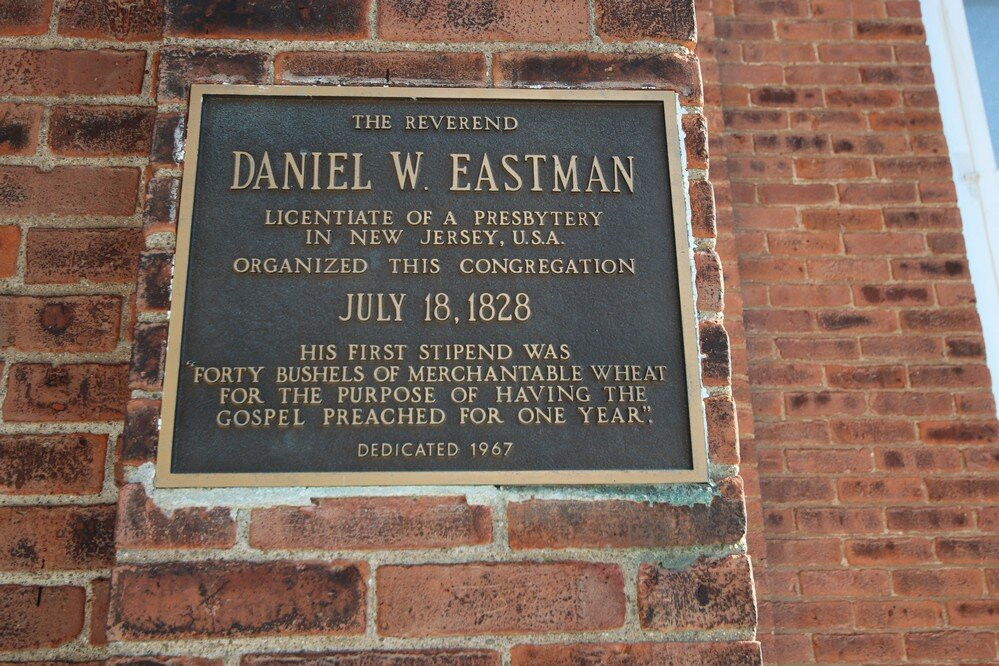 THE REVEREND
DANIEL W. EASTMAN
LICENTIATE OF A PRESBYTERY
IN NEW JERSEY, U.S.A.
ORGANIZED THIS CONGREGATION
JULY 18, 1828
HIS FIRST STIPEND WAS
"FORTY BUSHELS OF MERCHANTABLE WHEAT
FOR THE PURPOSE OF HAVING THE
GOSPEL PREACHED FOR ONE YEAR".
DEDICATED 1967